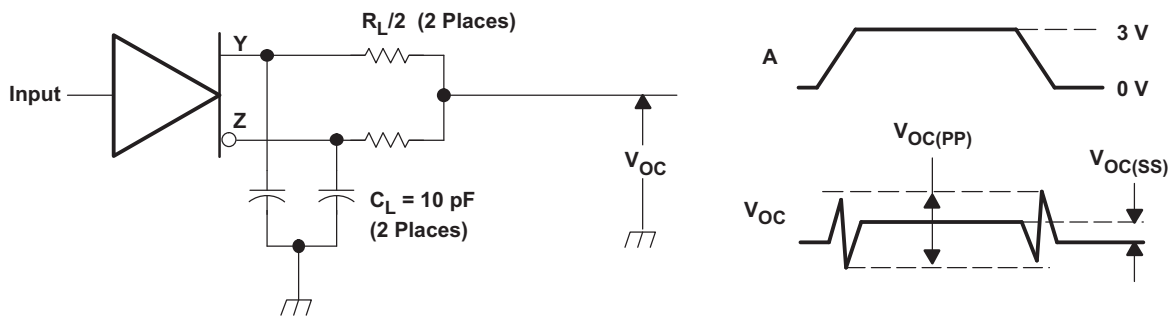 R_L/2 (2 Places)
Y
Input
Z
V_OC
C_L = 10 pF
(2 Places)
A
3 V
0 V
V_OC(PP)
V_OC(SS)
V_OC